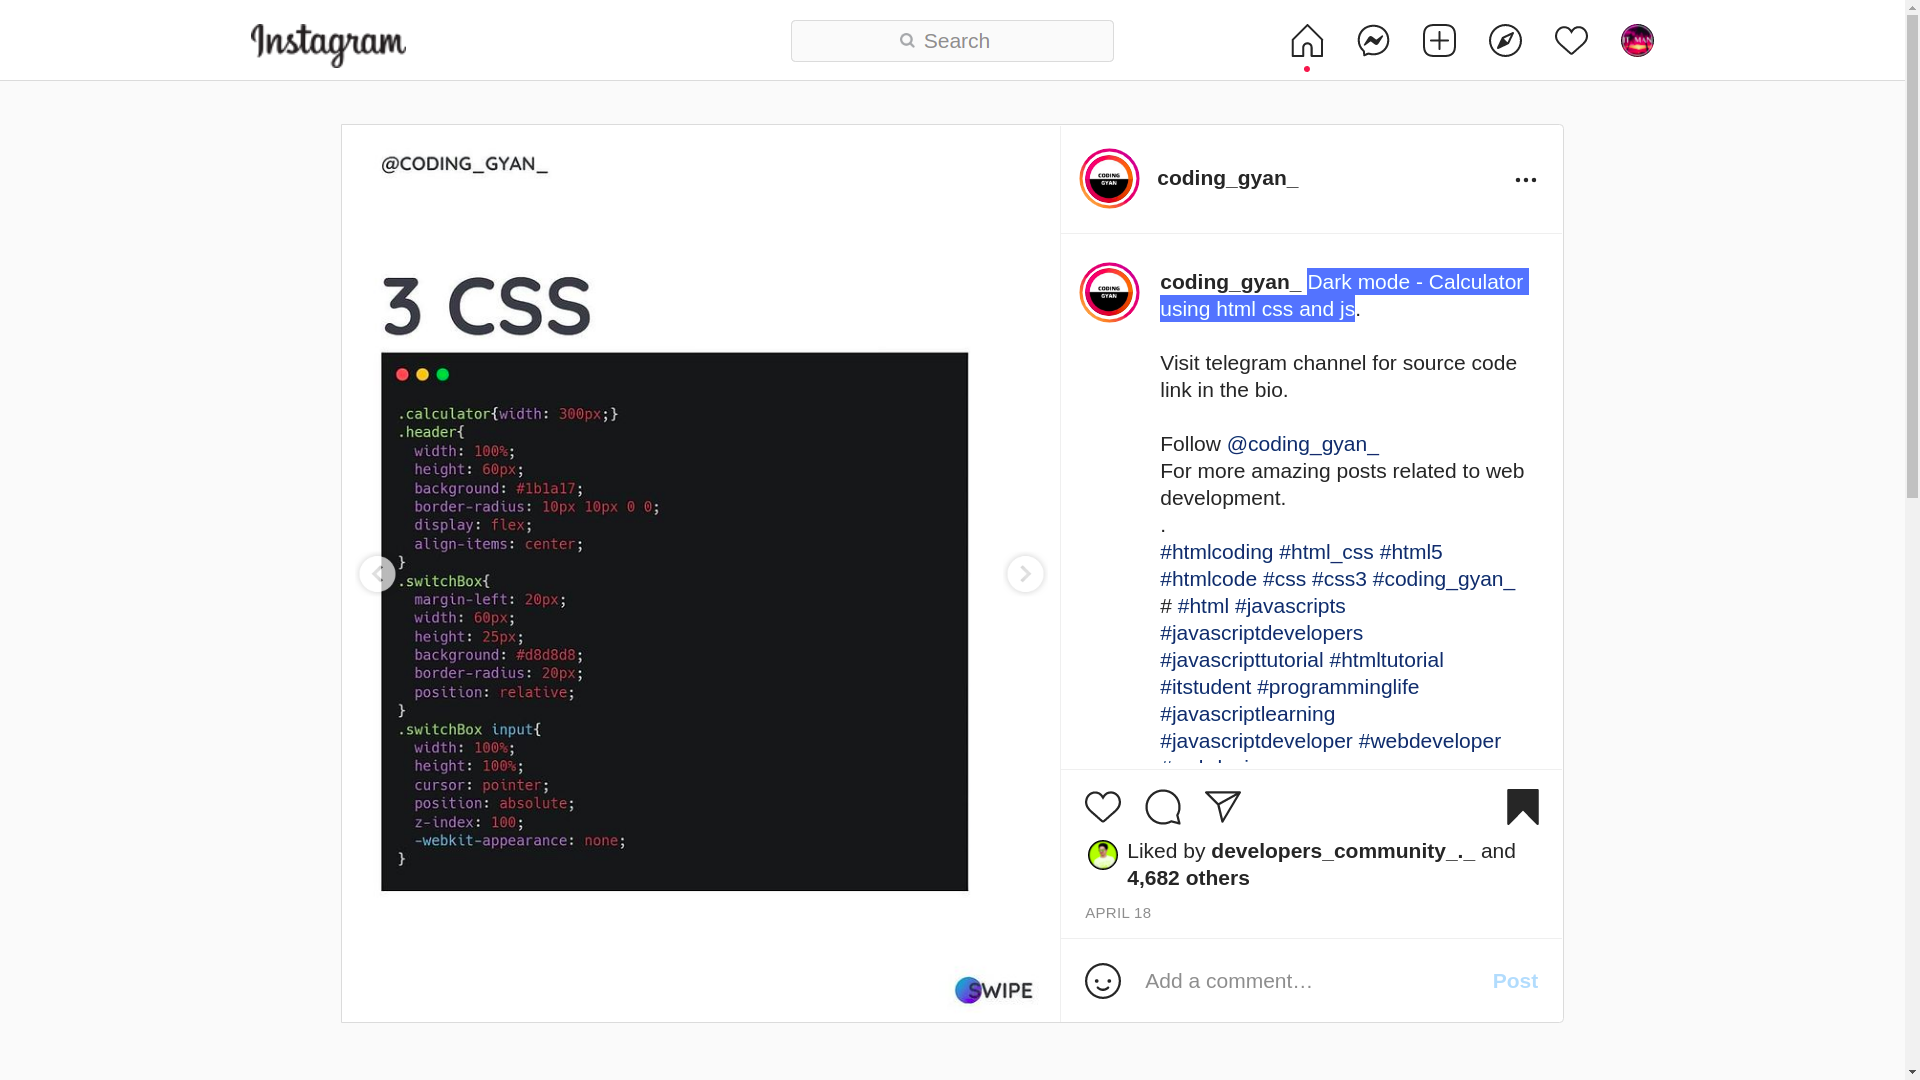 Instagram
Search
@CODING_GYAN_
3 CSS
.calculator{width: 300px;}
.header{
width: 100%;
height: 60px;
background: #1b1a17;
border-radius: 10px 10px 0 0;
display: flex;
align-items: center;
}
.switchBox{
margin-left: 20px;
width: 60px;
height: 25px;
background: #d8d8d8;
border-radius: 20px;
position: relative;
}
.switchBox input{
width: 100%;
height: 100%;
cursor: pointer;
position: absolute;
z-index: 100;
-webkit-appearance: none;
}
SWIPE
CODING
GYAN
coding_gyan_
CODING
GYAN
coding_gyan_ Dark mode - Calculator
using html css and js.
Visit telegram channel for source code
link in the bio.
Follow @coding_gyan_
For more amazing posts related to web
development.
.
#htmlcoding #html_css #html5
#htmlcode #css #css3 #coding_gyan_
# #html #javascripts
#javascriptdevelopers
#javascripttutorial #htmltutorial
#itstudent #programminglife
#javascriptlearning
#javascriptdeveloper #webdeveloper
Liked by developers_community_._ and
4,682 others
APRIL 18
Add a comment…
Post